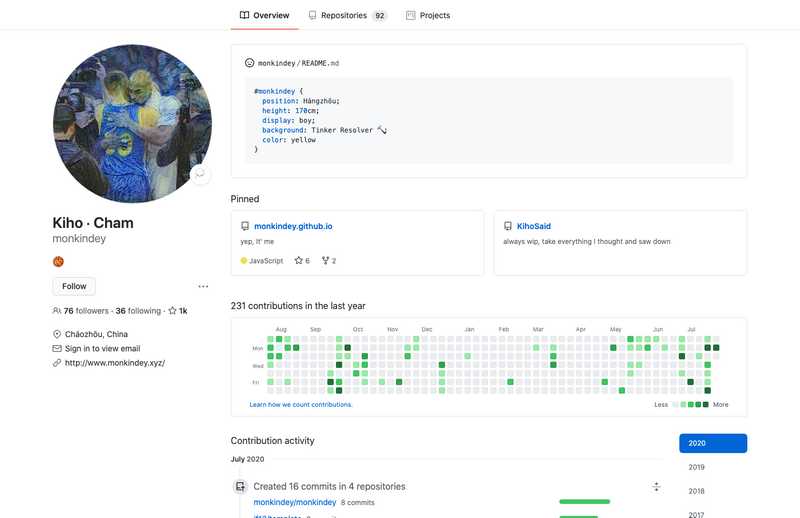 Overview
Repositories 92
Projects
monkindey/README.md
#monkindey {
position: Hángzhōu;
height: 170cm;
display: boy;
background: Tinker Resolver 🔨
color: yellow
}
Kiho · Cham
monkindey
Follow
76 followers · 36 following · 1k
Cháozhōu, China
Sign in to view email
http://www.monkindey.xyz/
Pinned
monkindey.github.io
yep, It' me
JavaScript 6 2
KihoSaid
always wip, take everything I thought and saw down
231 contributions in the last year
Aug Sep Oct Nov Dec Jan Feb Mar Apr May Jun Jul
Mon
Wed
Fri
Learn how we count contributions.
Less More
Contribution activity
July 2020
Created 16 commits in 4 repositories
monkindey/monkindey 8 commits
2020
2019
2018
2017